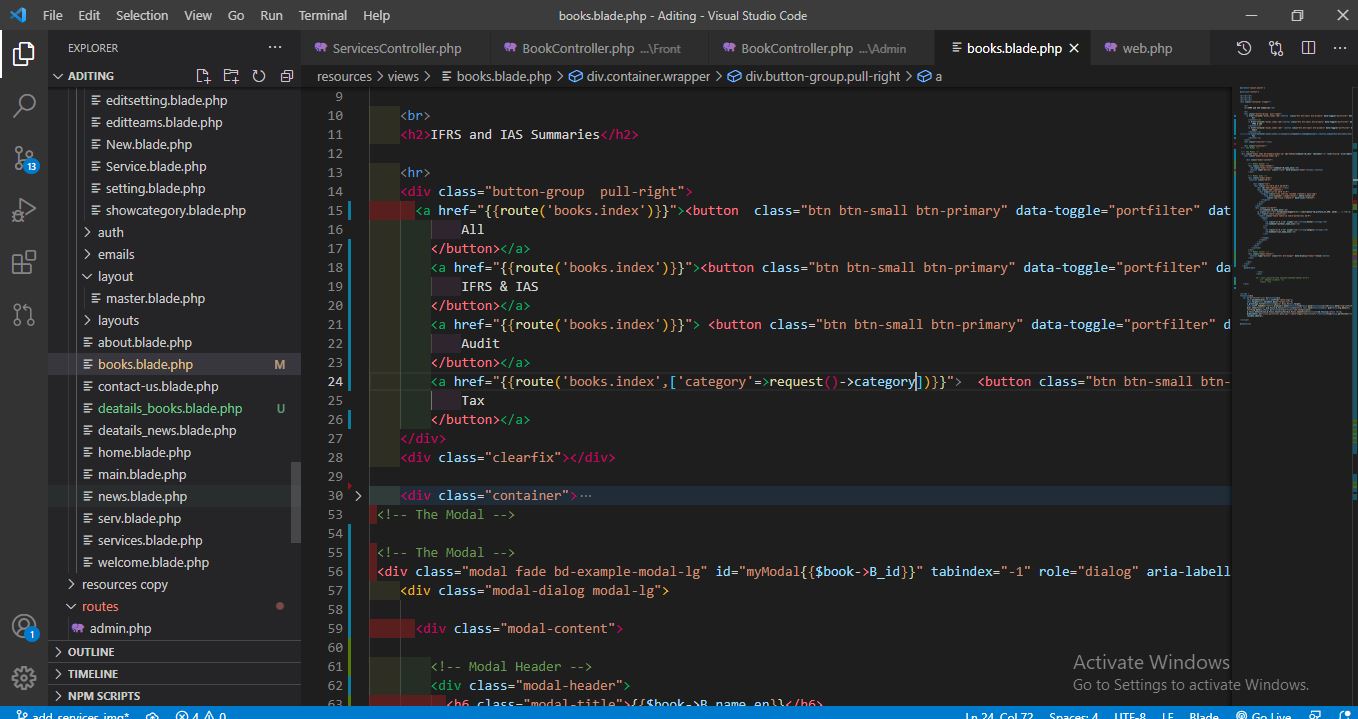 File Edit Selection View Go Run Terminal Help books.blade.php - Aditing - Visual Studio Code
EXPLORER ··· ServicesController.php BookController.php ...\Front BookController.php ...\Admin books.blade.php web.php
ADITING resources > views > books.blade.php > div.container.wrapper > div.button-group.pull-right > a
editsetting.blade.php
editteams.blade.php
New.blade.php
Service.blade.php
setting.blade.php
showcategory.blade.php
auth
emails
layout
master.blade.php
layouts
about.blade.php
books.blade.php M
contact-us.blade.php
deatails_books.blade.php U
deatails_news.blade.php
home.blade.php
main.blade.php
news.blade.php
serv.blade.php
services.blade.php
welcome.blade.php
resources copy
routes
admin.php
OUTLINE
TIMELINE
NPM SCRIPTS
13
1
9
10 <br>
11 <h2>IFRS and IAS Summaries</h2>
12
13 <hr>
14 <div class="button-group  pull-right">
15 <a href="{{route('books.index')}}"><button  class="btn btn-small btn-primary" data-toggle="portfilter" dat
16 All
17 </button></a>
18 <a href="{{route('books.index')}}"><button class="btn btn-small btn-primary" data-toggle="portfilter" da
19 IFRS & IAS
20 </button></a>
21 <a href="{{route('books.index')}}"> <button class="btn btn-small btn-primary" data-toggle="portfilter" d
22 Audit
23 </button></a>
24 <a href="{{route('books.index',['category'=>request()->category])}}">  <button class="btn btn-small btn-
25 Tax
26 </button></a>
27 </div>
28 <div class="clearfix"></div>
29
30 <div class="container">···
53 <!-- The Modal -->
54
55 <!-- The Modal -->
56 <div class="modal fade bd-example-modal-lg" id="myModal{{$book->B_id}}" tabindex="-1" role="dialog" aria-labell
57 <div class="modal-dialog modal-lg">
58
59 <div class="modal-content">
60
61 <!-- Modal Header -->
62 <div class="modal-header">
63 <h6 class="modal-title">{{$book->B_name_en}}</h6>
Activate Windows
Go to Settings to activate Windows.
add_services_img* 4 0 Ln 24, Col 72 Spaces: 4 UTF-8 LF Blade Go Live